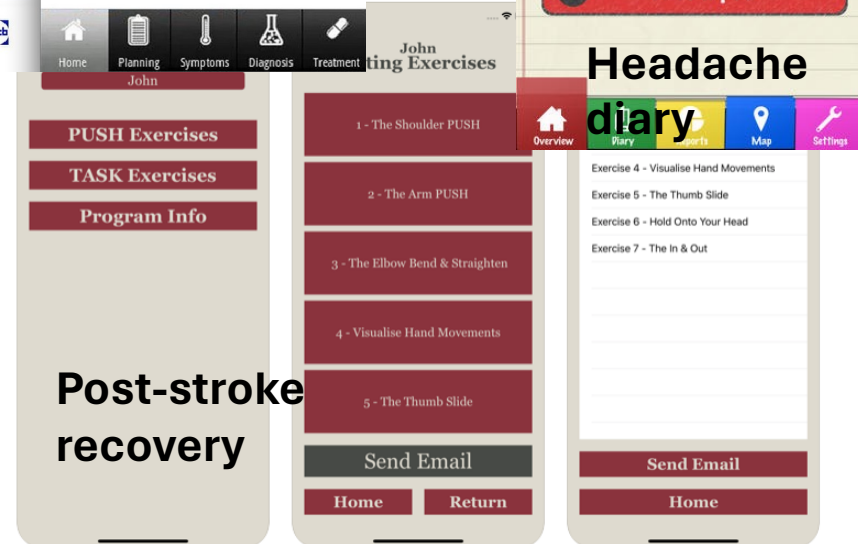 Home Planning Symptoms Diagnosis Treatment
John
PUSH Exercises
TASK Exercises
Program Info
Post-stroke
recovery
John
ting Exercises
1 - The Shoulder PUSH
2 - The Arm PUSH
3 - The Elbow Bend & Straighten
4 - Visualise Hand Movements
5 - The Thumb Slide
Send Email
Home Return
Headache
diary
Overview Diary Map Settings
Exercise 4 - Visualise Hand Movements
Exercise 5 - The Thumb Slide
Exercise 6 - Hold Onto Your Head
Exercise 7 - The In & Out
Send Email
Home